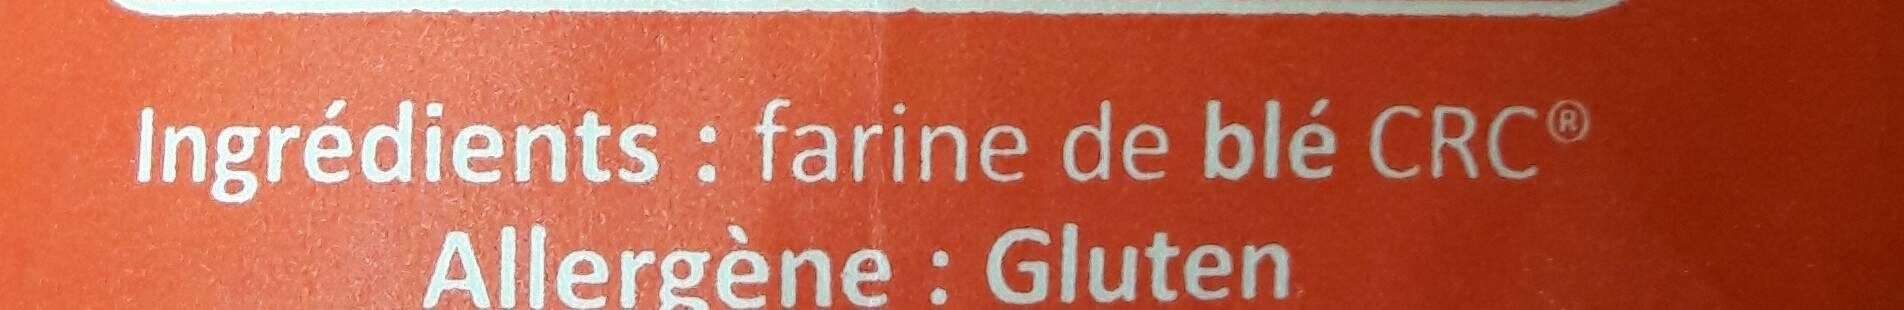 Ingrédients : farine de blé CRC®
Allergène : Gluten